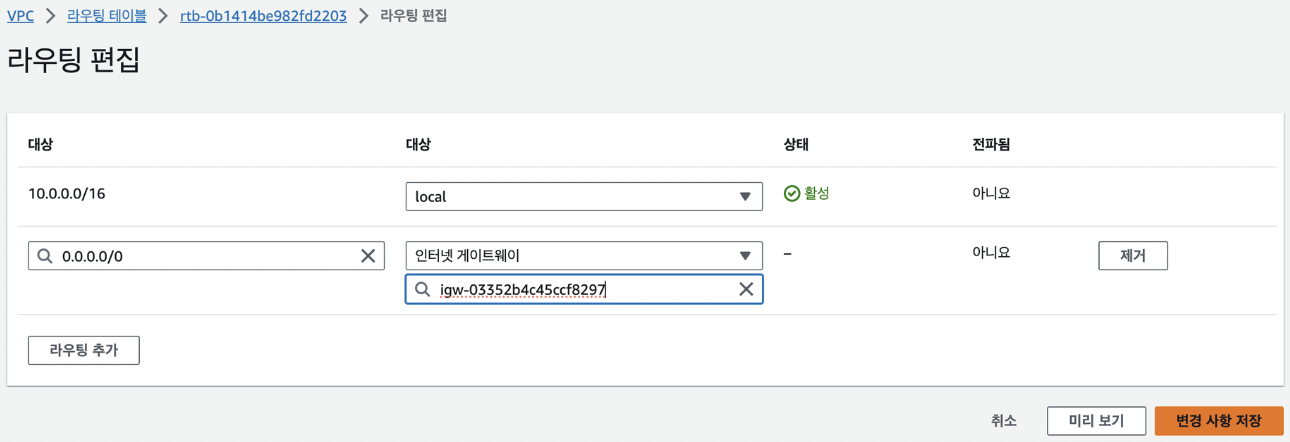 VPC > 라우팅 테이블 > rtb-0b1414be982fd2203 > 라우팅 편집
라우팅 편집
대상 대상 상태 전파됨
10.0.0.0/16 local 활성 아니요
0.0.0.0/0 인터넷 게이트웨이 – 아니요 제거
igw-03352b4c45ccf8297
라우팅 추가
취소 미리 보기 변경 사항 저장